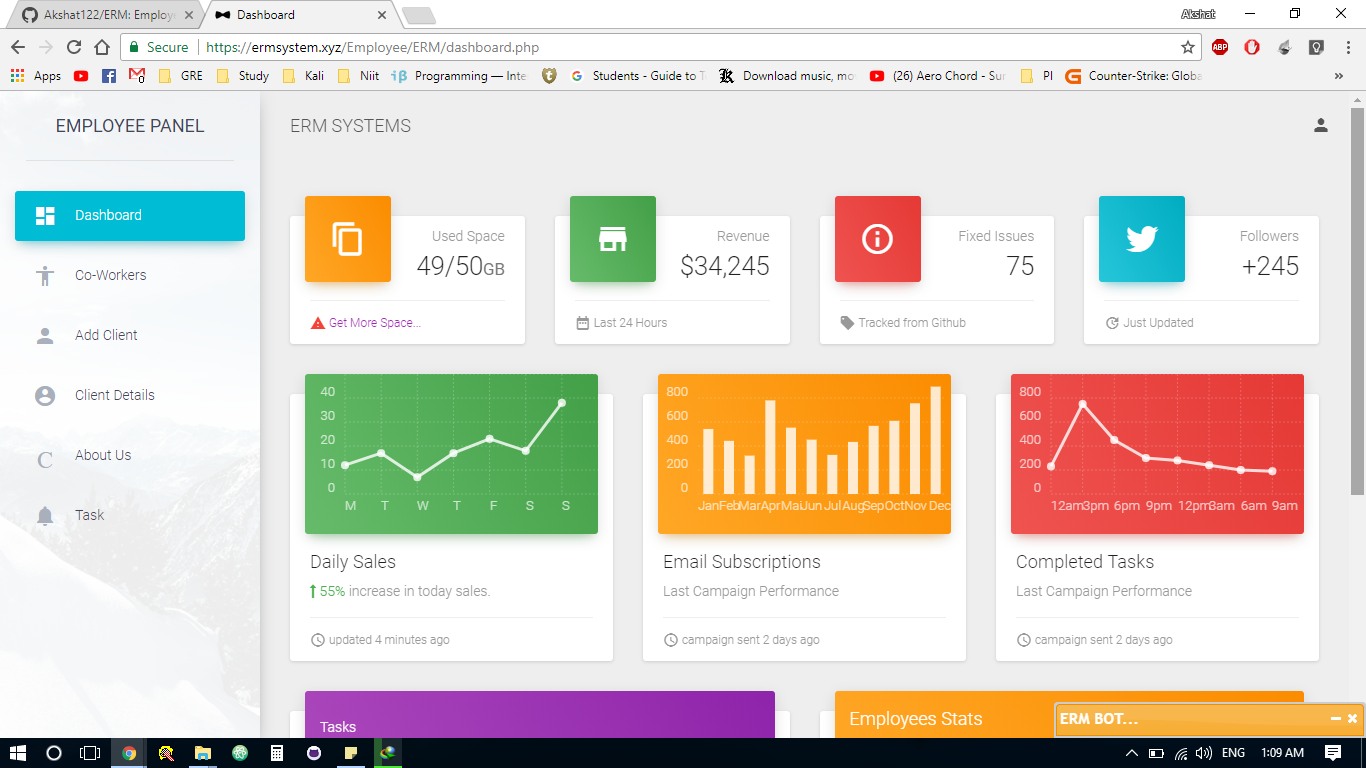 Akshat122/ERM: Employe
Dashboard
Akshat
Secure
https://ermsystem.xyz/Employee/ERM/dashboard.php
ABP
Apps
GRE
Study
Kali
Niit
Programming — Inte
Students - Guide to T
Download music, mo
(26) Aero Chord - Sur
PI
Counter-Strike: Globa
»
EMPLOYEE PANEL
Dashboard
Co-Workers
Add Client
Client Details
C
About Us
Task
ERM SYSTEMS
Used Space
49/50GB
Get More Space...
Revenue
$34,245
Last 24 Hours
Fixed Issues
75
Tracked from Github
Followers
+245
Just Updated
40
30
20
10
0
M T W T F S S
Daily Sales
55% increase in today sales.
updated 4 minutes ago
800
600
400
200
0
Jan Feb Mar Apr Mai Jun Jul Aug Sep Oct Nov Dec
Email Subscriptions
Last Campaign Performance
campaign sent 2 days ago
800
600
400
200
0
12am 3pm 6pm 9pm 12pm 3am 6am 9am
Completed Tasks
Last Campaign Performance
campaign sent 2 days ago
Tasks
Employees Stats
ERM BOT...
ENG
1:09 AM